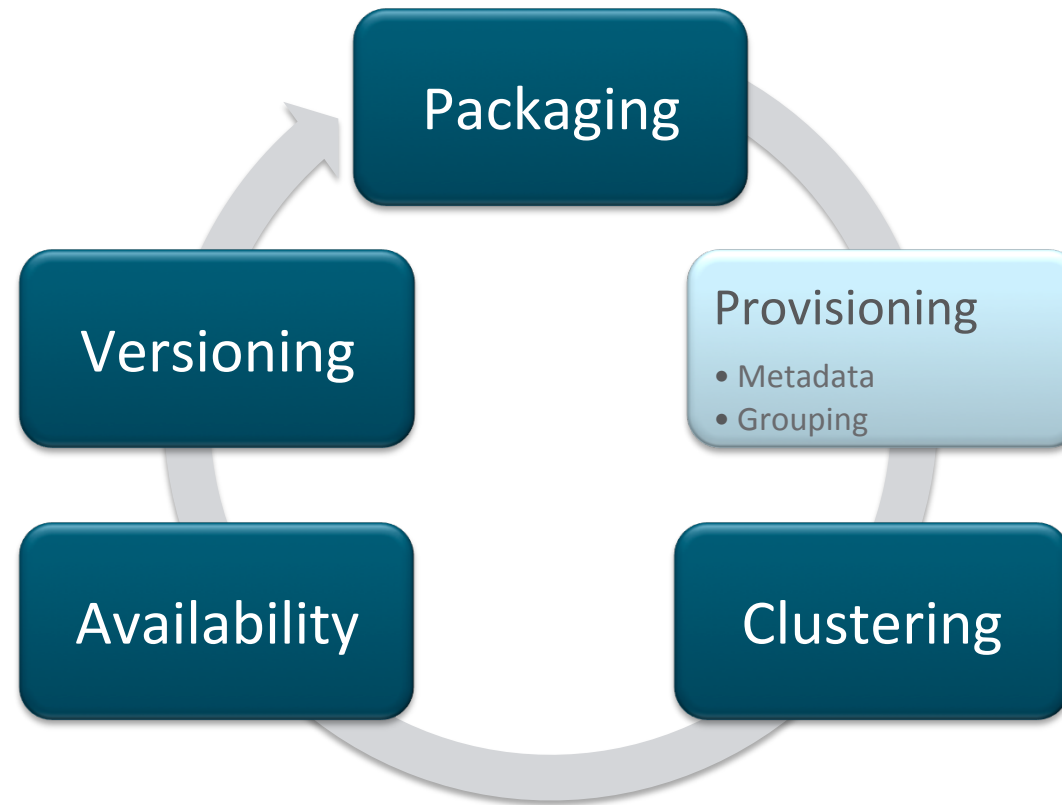 Packaging
Provisioning
• Metadata
• Grouping
Clustering
Availability
Versioning